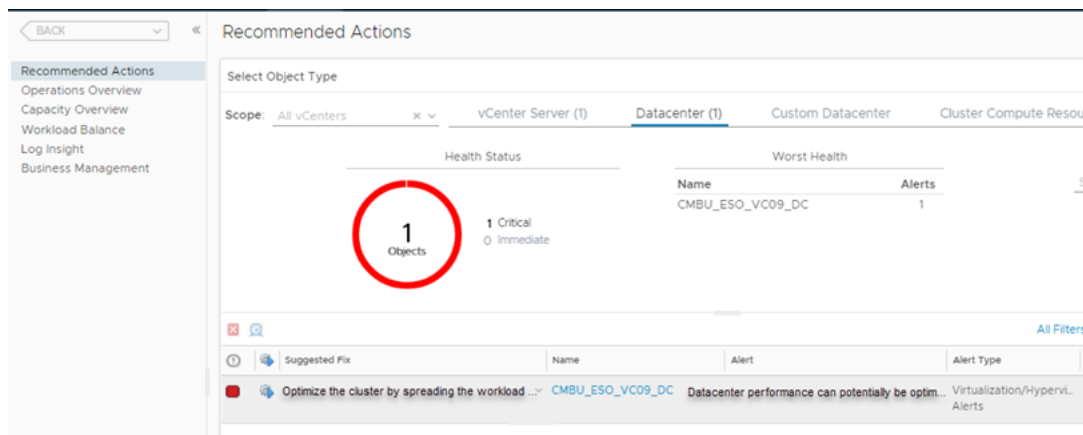 BACK
«
Recommended Actions
Operations Overview
Capacity Overview
Workload Balance
Log Insight
Business Management
Recommended Actions
Select Object Type
Scope: All vCenters
vCenter Server (1) Datacenter (1) Custom Datacenter Cluster Compute Resou
Health Status
1
Objects
1 Critical
0 Immediate
Worst Health
Name Alerts
CMBU_ESO_VC09_DC 1
All Filters
Suggested Fix Name Alert Alert Type
Optimize the cluster by spreading the workload ... CMBU_ESO_VC09_DC Datacenter performance can potentially be optim... Virtualization/Hypervi..
Alerts